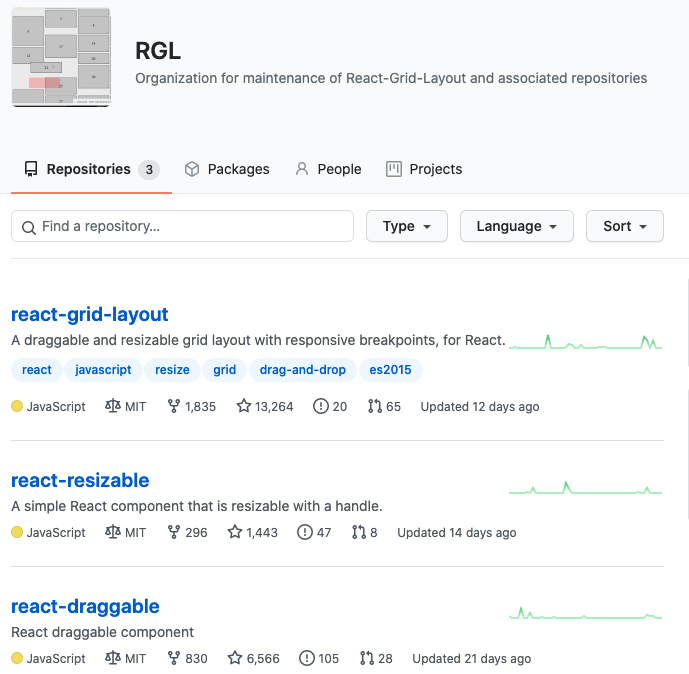 RGL
Organization for maintenance of React-Grid-Layout and associated repositories
Repositories 3 Packages People Projects
Find a repository... Type Language Sort
react-grid-layout
A draggable and resizable grid layout with responsive breakpoints, for React.
react javascript resize grid drag-and-drop es2015
JavaScript MIT 1,835 13,264 20 65 Updated 12 days ago
react-resizable
A simple React component that is resizable with a handle.
JavaScript MIT 296 1,443 47 8 Updated 14 days ago
react-draggable
React draggable component
JavaScript MIT 830 6,566 105 28 Updated 21 days ago